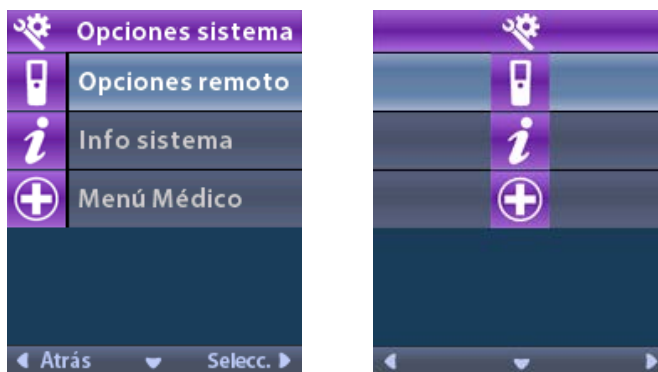 Opciones sistema
Opciones remoto
Info sistema
Menú Médico
Atrás Selecc.